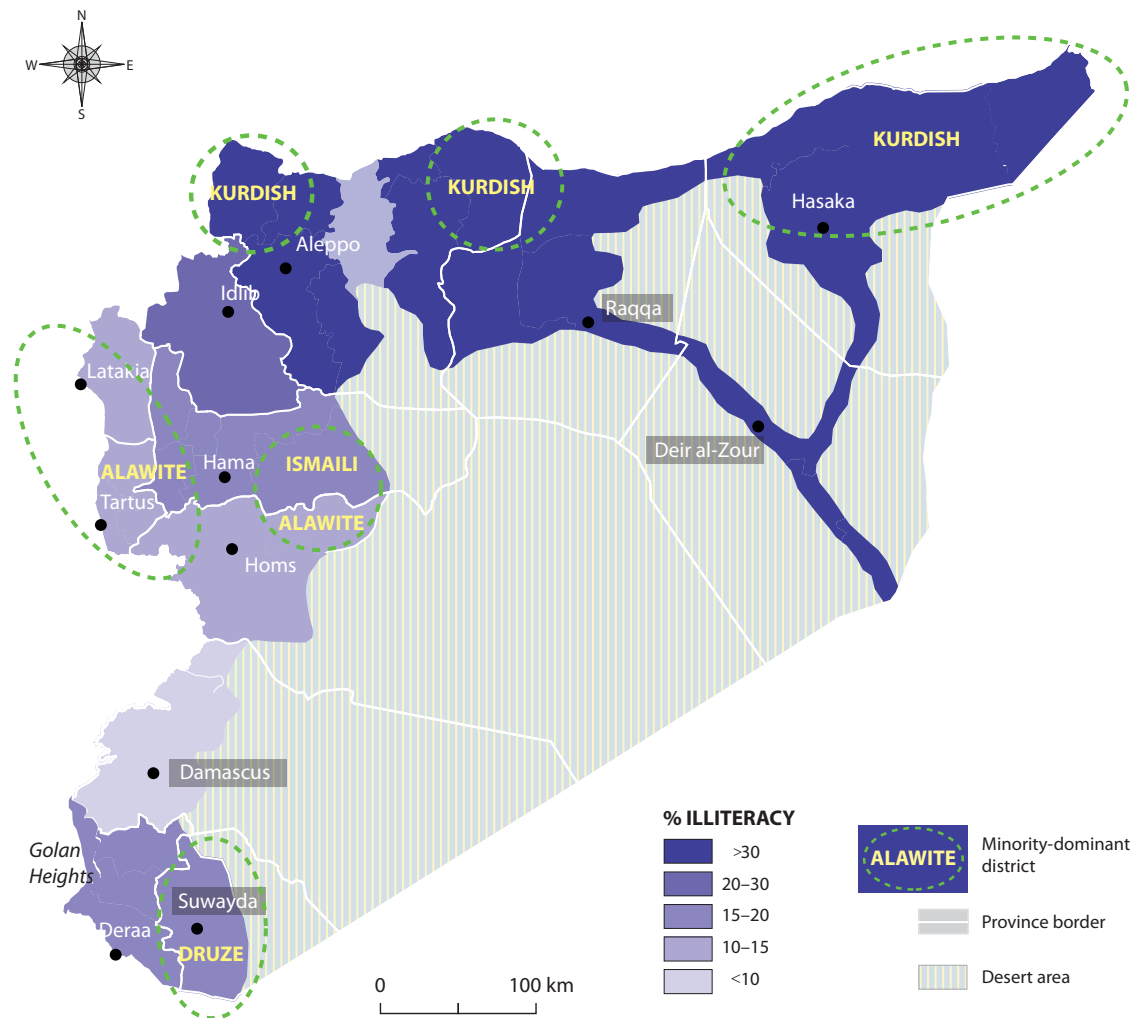 N
W
E
S
KURDISH
KURDISH
KURDISH
Hasaka
Aleppo
Idlib
Raqqa
Latakia
Deir al-Zour
ALAWITE
Hama
ISMAILI
Tartus
ALAWITE
Homs
Damascus
Golan
Heights
Suwayda
Deraa
DRUZE
0
100 km
% ILLITERACY
>30
20–30
15–20
10–15
<10
ALAWITE
Minority-dominant
district
Province border
Desert area